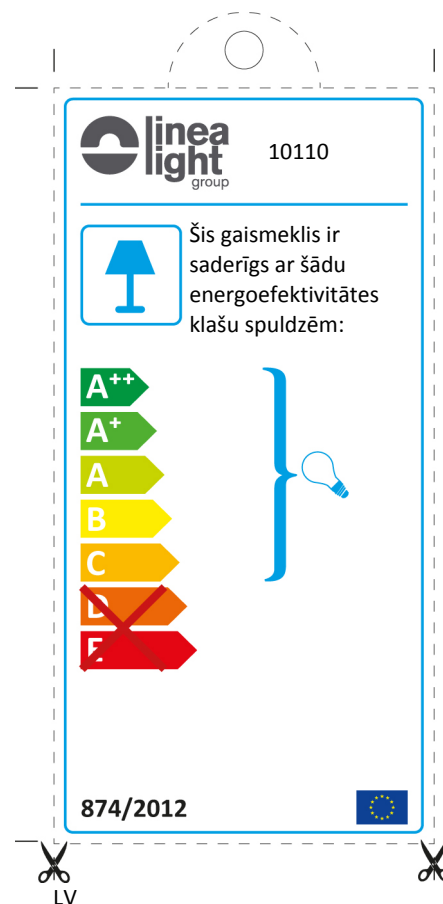 linea
light
group
10110
Šis gaismeklis ir
saderīgs ar šādu
energoefektivitātes
klašu spuldzēm:
A++
A+
A
B
C
D
E
874/2012
LV